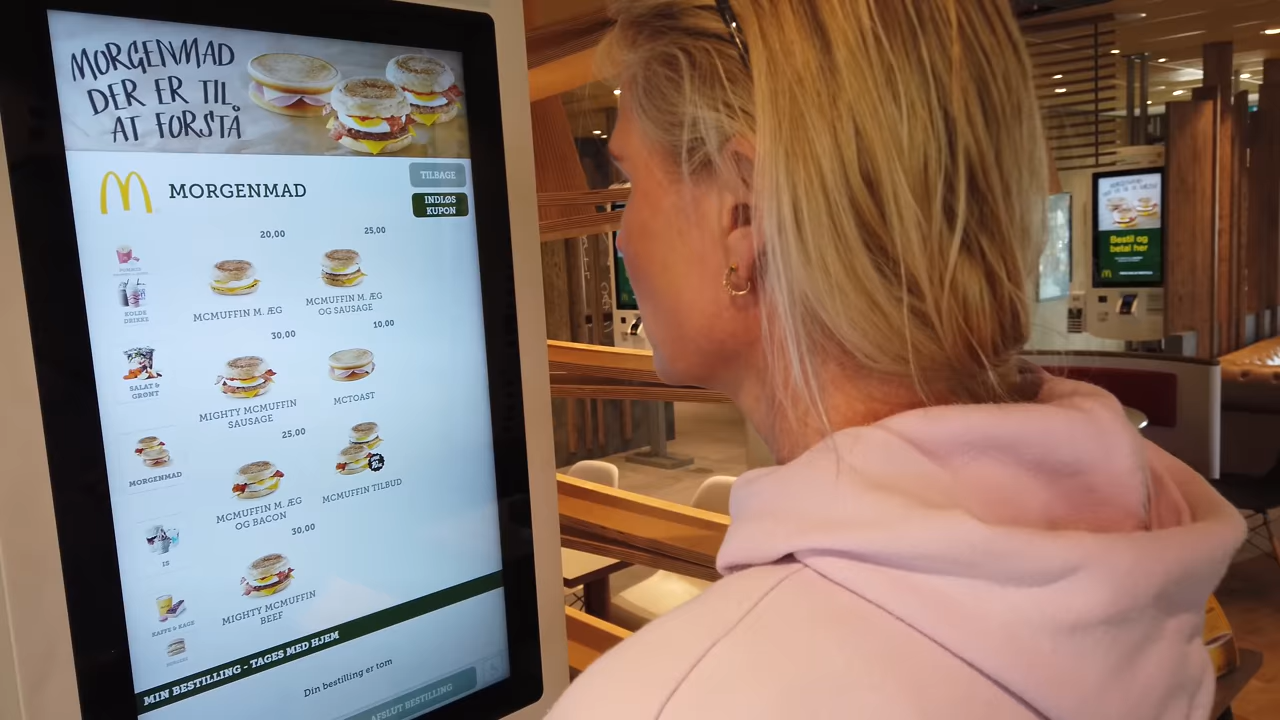 MORGENMAD
DER ER TIL
AT FORSTÅ
MORGENMAD
TILBAGE
INDLØS
KUPON
20,00
25,00
MCMUFFIN M. ÆG
MCMUFFIN M. ÆG
OG SAUSAGE
30,00
10,00
MIGHTY MCMUFFIN
SAUSAGE
MCTOAST
25,00
MCMUFFIN M. ÆG
OG BACON
MCMUFFIN TILBUD
30,00
MIGHTY MCMUFFIN
BEEF
KOLDE
DRIKKE
SALAT &
GRØNT
MORGENMAD
IS
KAFFE & KAGE
MIN BESTILLING - TAGES MED HJEM
Din bestilling er tom
AFSLUT BESTILLING
Bestil og
betal her